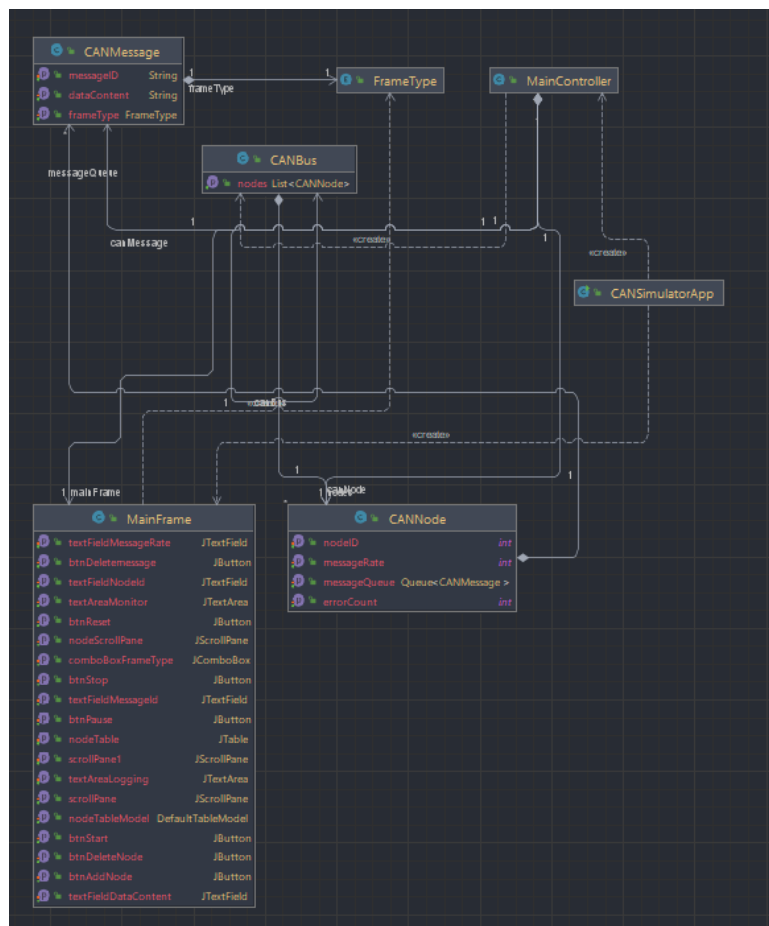 CANMessage
messageID String
dataContent String
frameType FrameType
1
1
frameType
FrameType
MainController
CANBus
nodes List<CANNode>
messageQueue
canMessage
1
1
1
1
«create»
«create»
CANSimulatorApp
1
«create»
1
1
1 mainFrame
1
canNode
MainFrame
textFieldMessageRate JTextField
btnDeletemessage JButton
textFieldNodeId JTextField
textAreaMonitor JTextArea
btnReset JButton
nodeScrollPane JScrollPane
comboBoxFrameType JComboBox
btnStop JButton
textFieldMessageId JTextField
btnPause JButton
nodeTable JTable
scrollPane1 JScrollPane
textAreaLogging JTextArea
scrollPane JScrollPane
nodeTableModel DefaultTableModel
btnStart JButton
btnDeleteNode JButton
btnAddNode JButton
textFieldDataContent JTextField
CANNode
nodeID int
messageRate int
messageQueue Queue<CANMessage>
errorCount int